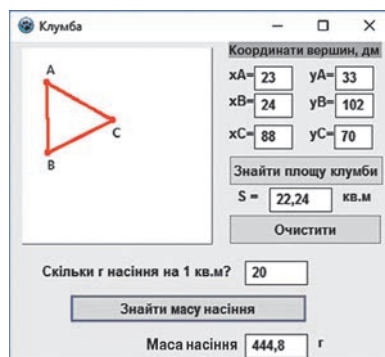 Клумба
Координати вершин, дм
A
xA= 23 yA= 33
xB= 24 yB= 102
C
xC= 88 yC= 70
B
Знайти площу клумби
S = 22,24 кв.м
Очистити
Скільки г насіння на 1 кв.м? 20
Знайти масу насіння
Маса насіння 444,8 г